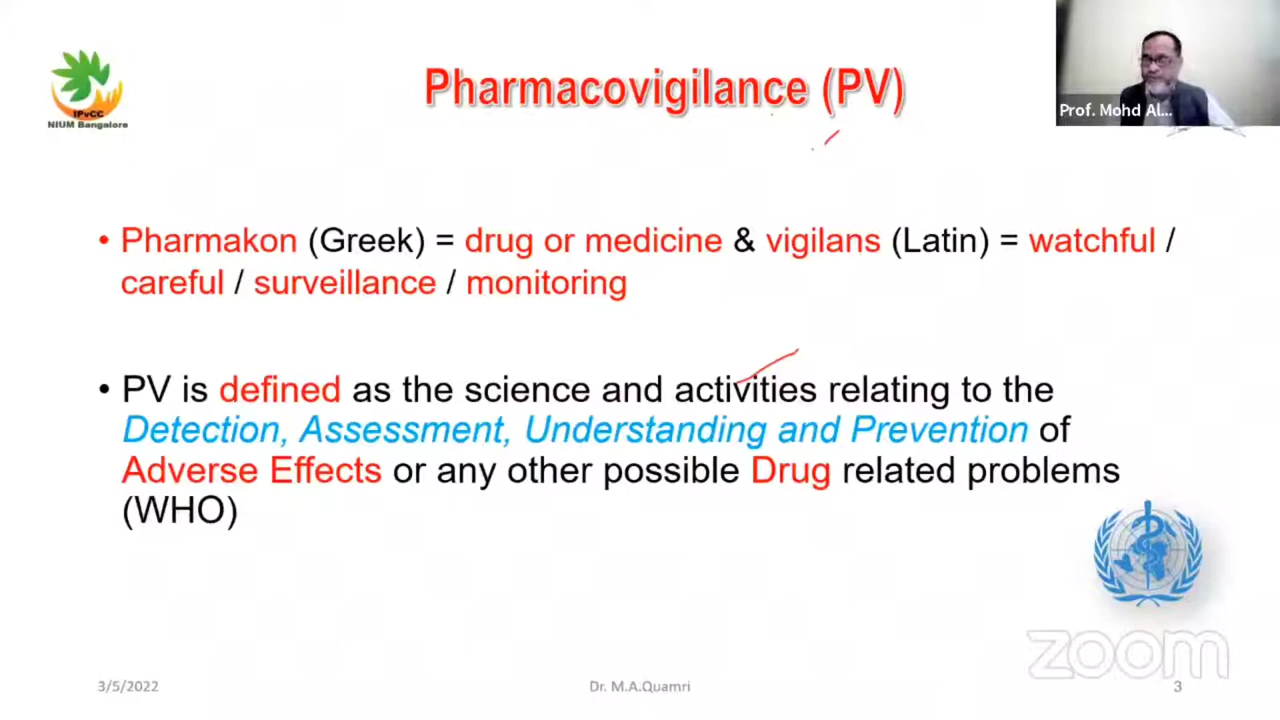 Pharmacovigilance (PV)
IPvCC
NIUM Bangalore
Prof. Mohd Al...
• Pharmakon (Greek) = drug or medicine & vigilans (Latin) = watchful /
careful / surveillance / monitoring
• PV is defined as the science and activities relating to the
Detection, Assessment, Understanding and Prevention of
Adverse Effects or any other possible Drug related problems
(WHO)
zoom
3/5/2022
Dr. M.A.Quamri
3